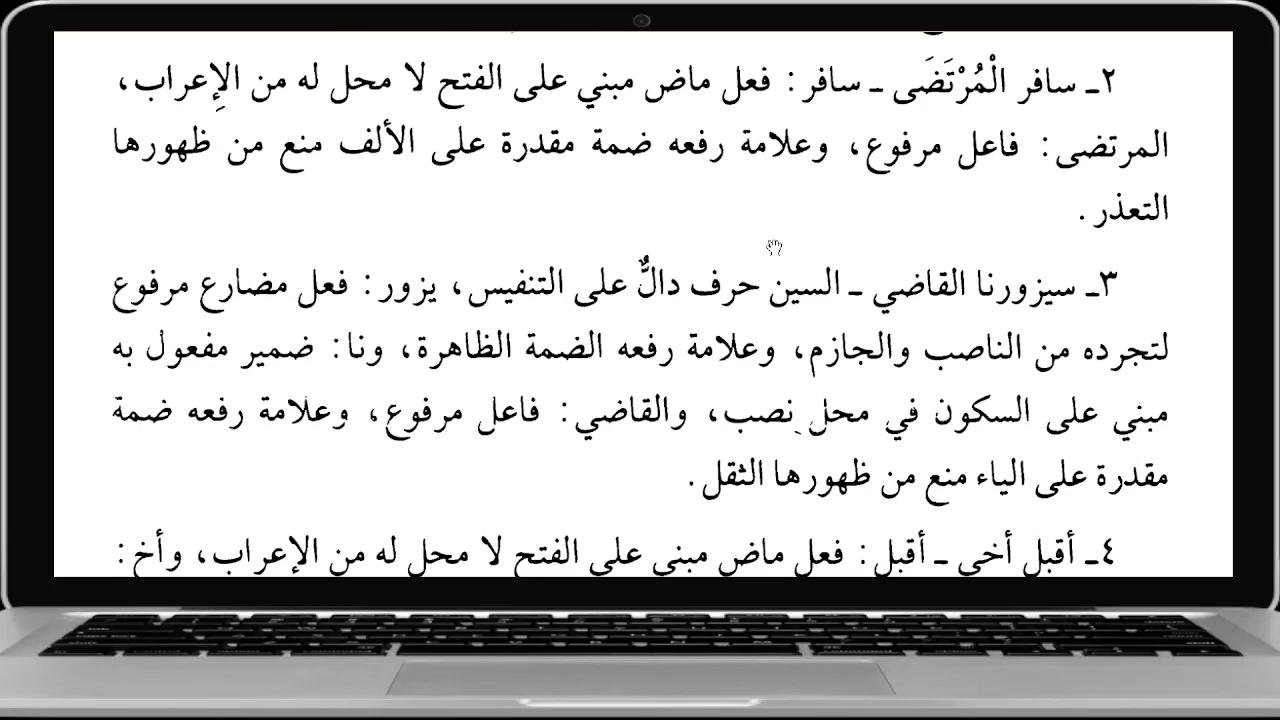 ٢ـ سافر الْمُرْتَضَى ـ سافر: فعل ماض مبني على الفتح لا محل له من الإِعراب،
المرتضى: فاعل مرفوع، وعلامة رفعه ضمة مقدرة على الألف منع من ظهورها
التعذر.
٣ـ سيزورنا القاضي ـ السين حرف دالٌّ على التنفيس، يزور: فعل مضارع مرفوع
لتجرده من الناصب والجازم، وعلامة رفعه الضمة الظاهرة، ونا: ضمير مفعول به
مبني على السكون في محل نصب، والقاضي: فاعل مرفوع، وعلامة رفعه ضمة
مقدرة على الياء منع من ظهورها الثقل.
٤ـ أقبل أخي ـ أقبل: فعل ماض مبني على الفتح لا محل له من الإعراب، وأخ: